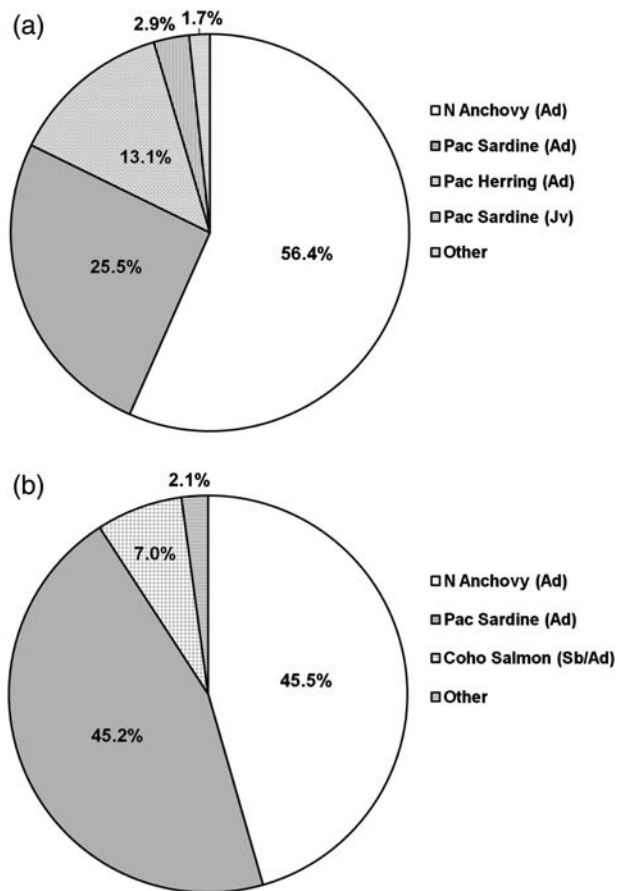 (a)
2.9%
1.7%
13.1%
25.5%
56.4%
N Anchovy (Ad)
Pac Sardine (Ad)
Pac Herring (Ad)
Pac Sardine (Jv)
Other
(b)
2.1%
7.0%
45.5%
45.2%
N Anchovy (Ad)
Pac Sardine (Ad)
Coho Salmon (Sb/Ad)
Other